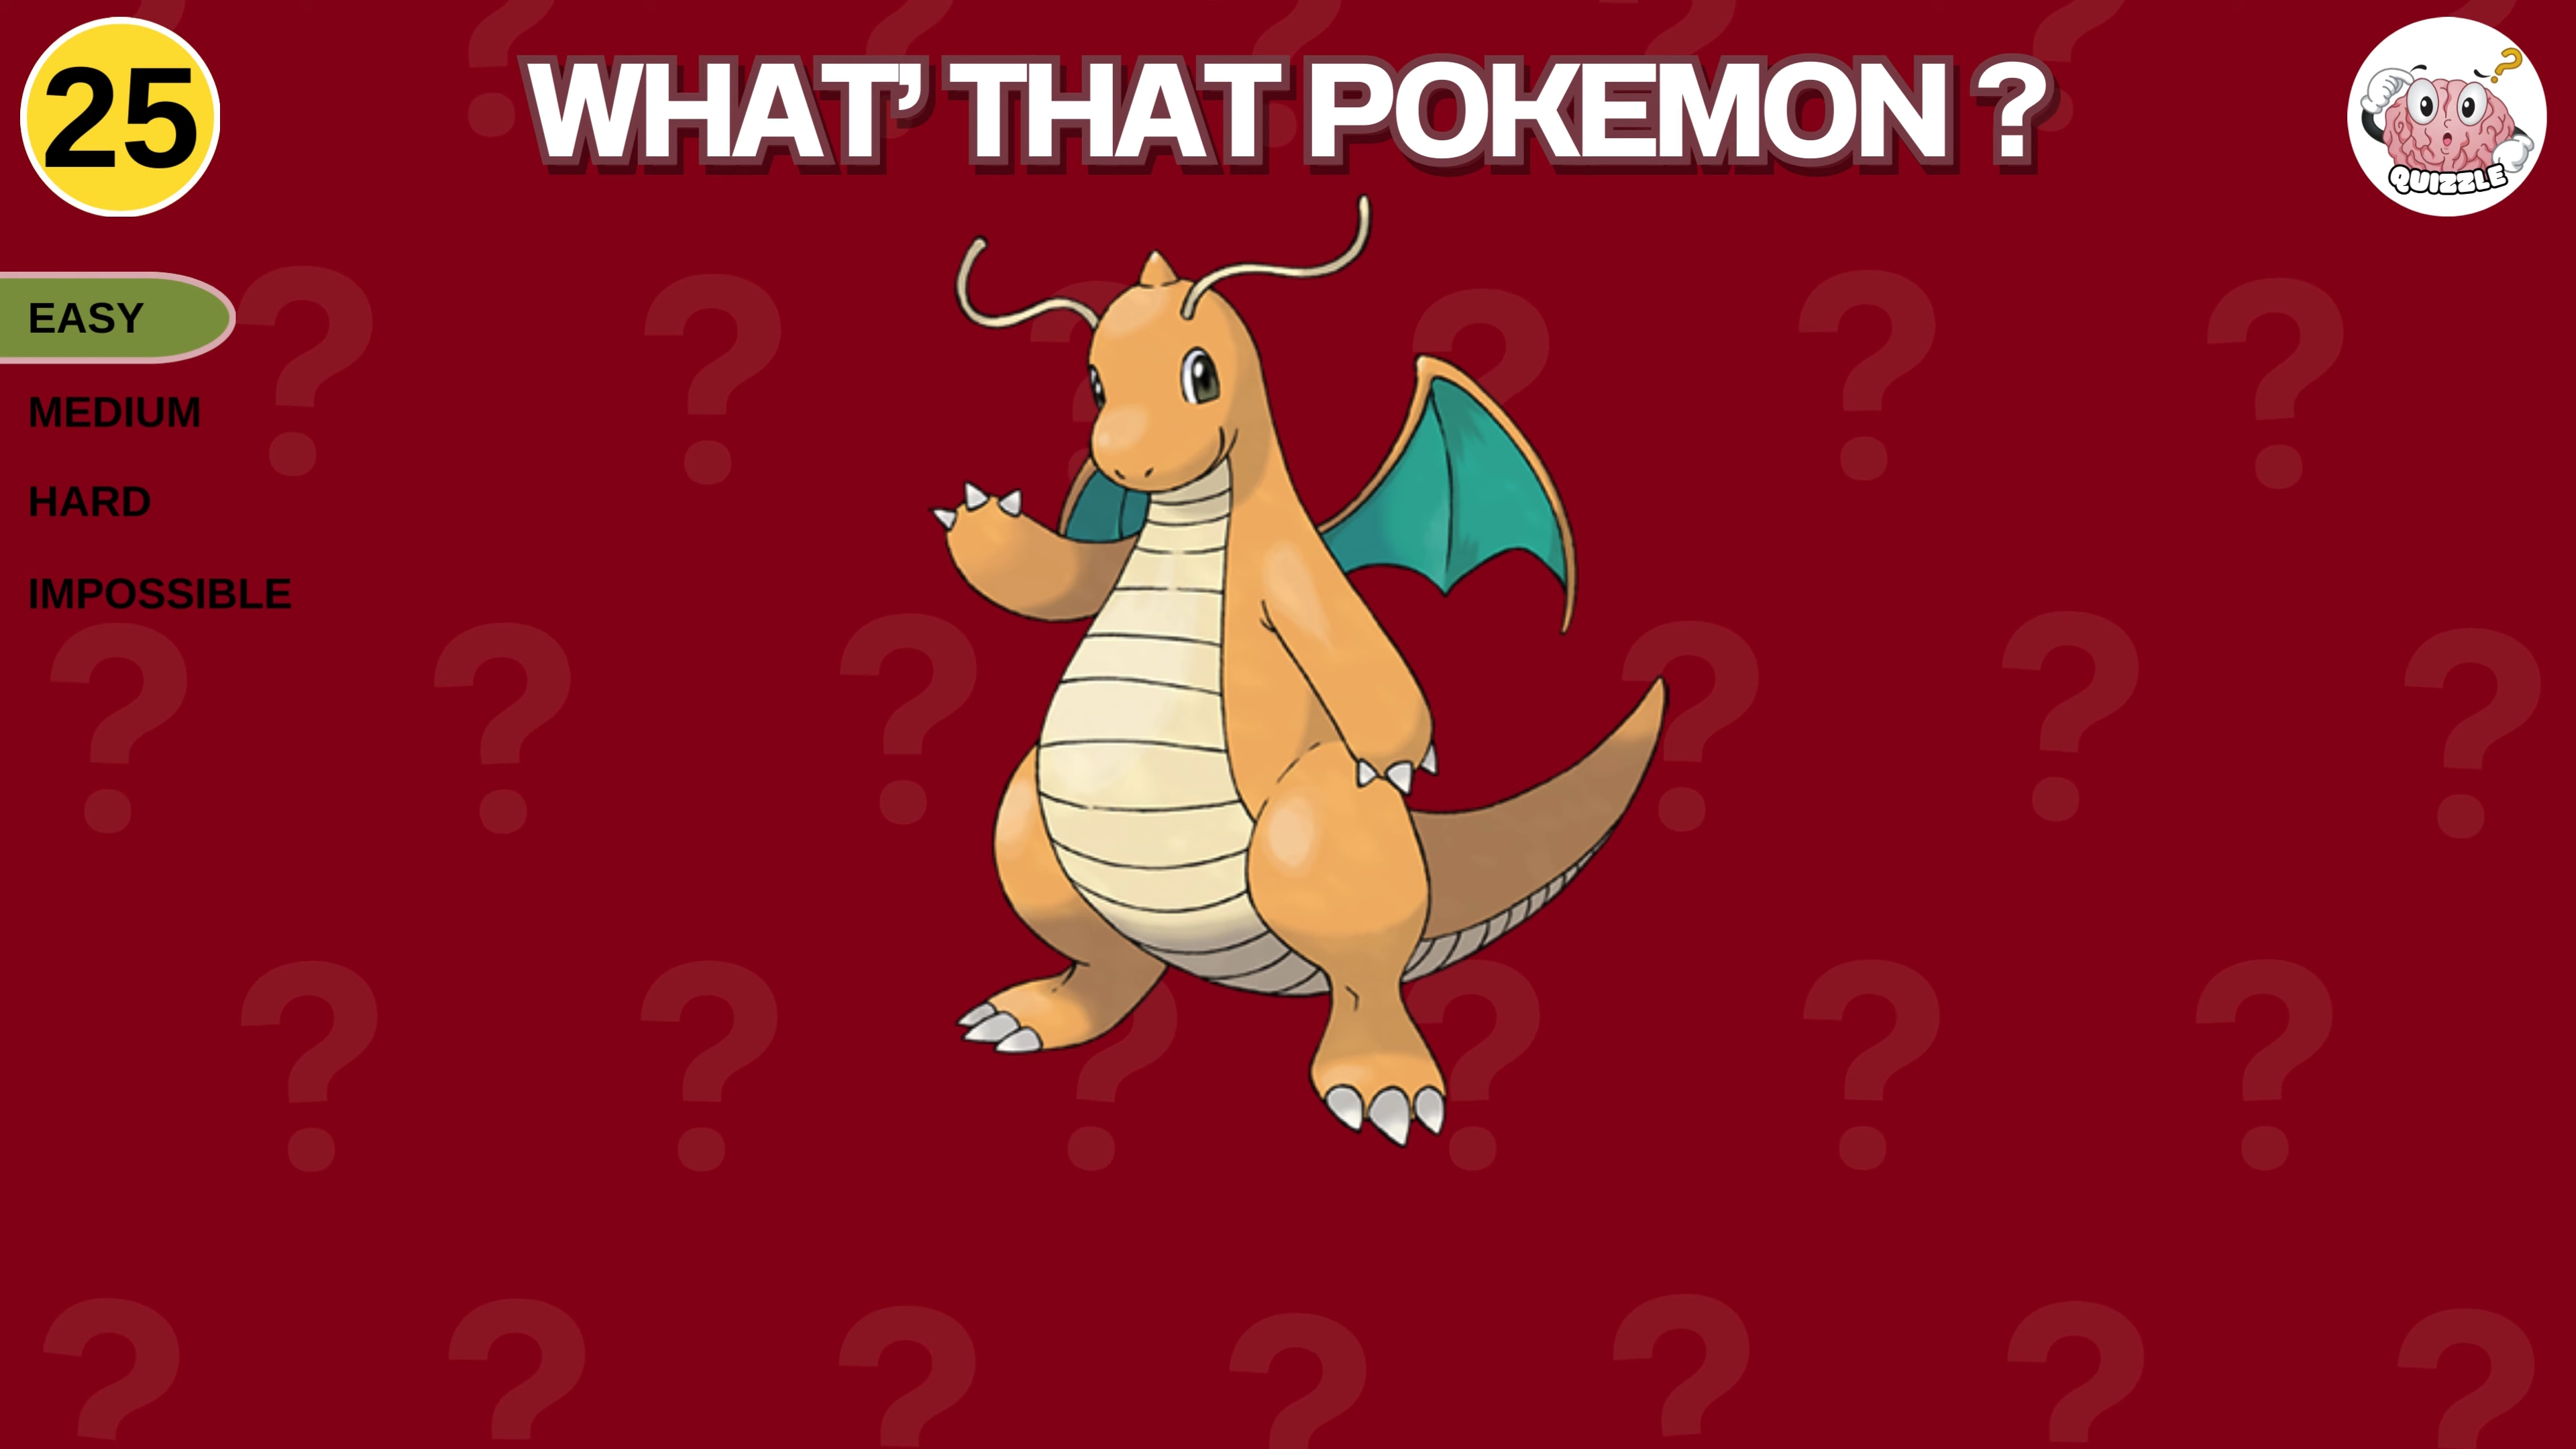 25
WHAT’ THAT POKEMON ?
QUIZZLE
EASY
MEDIUM
HARD
IMPOSSIBLE